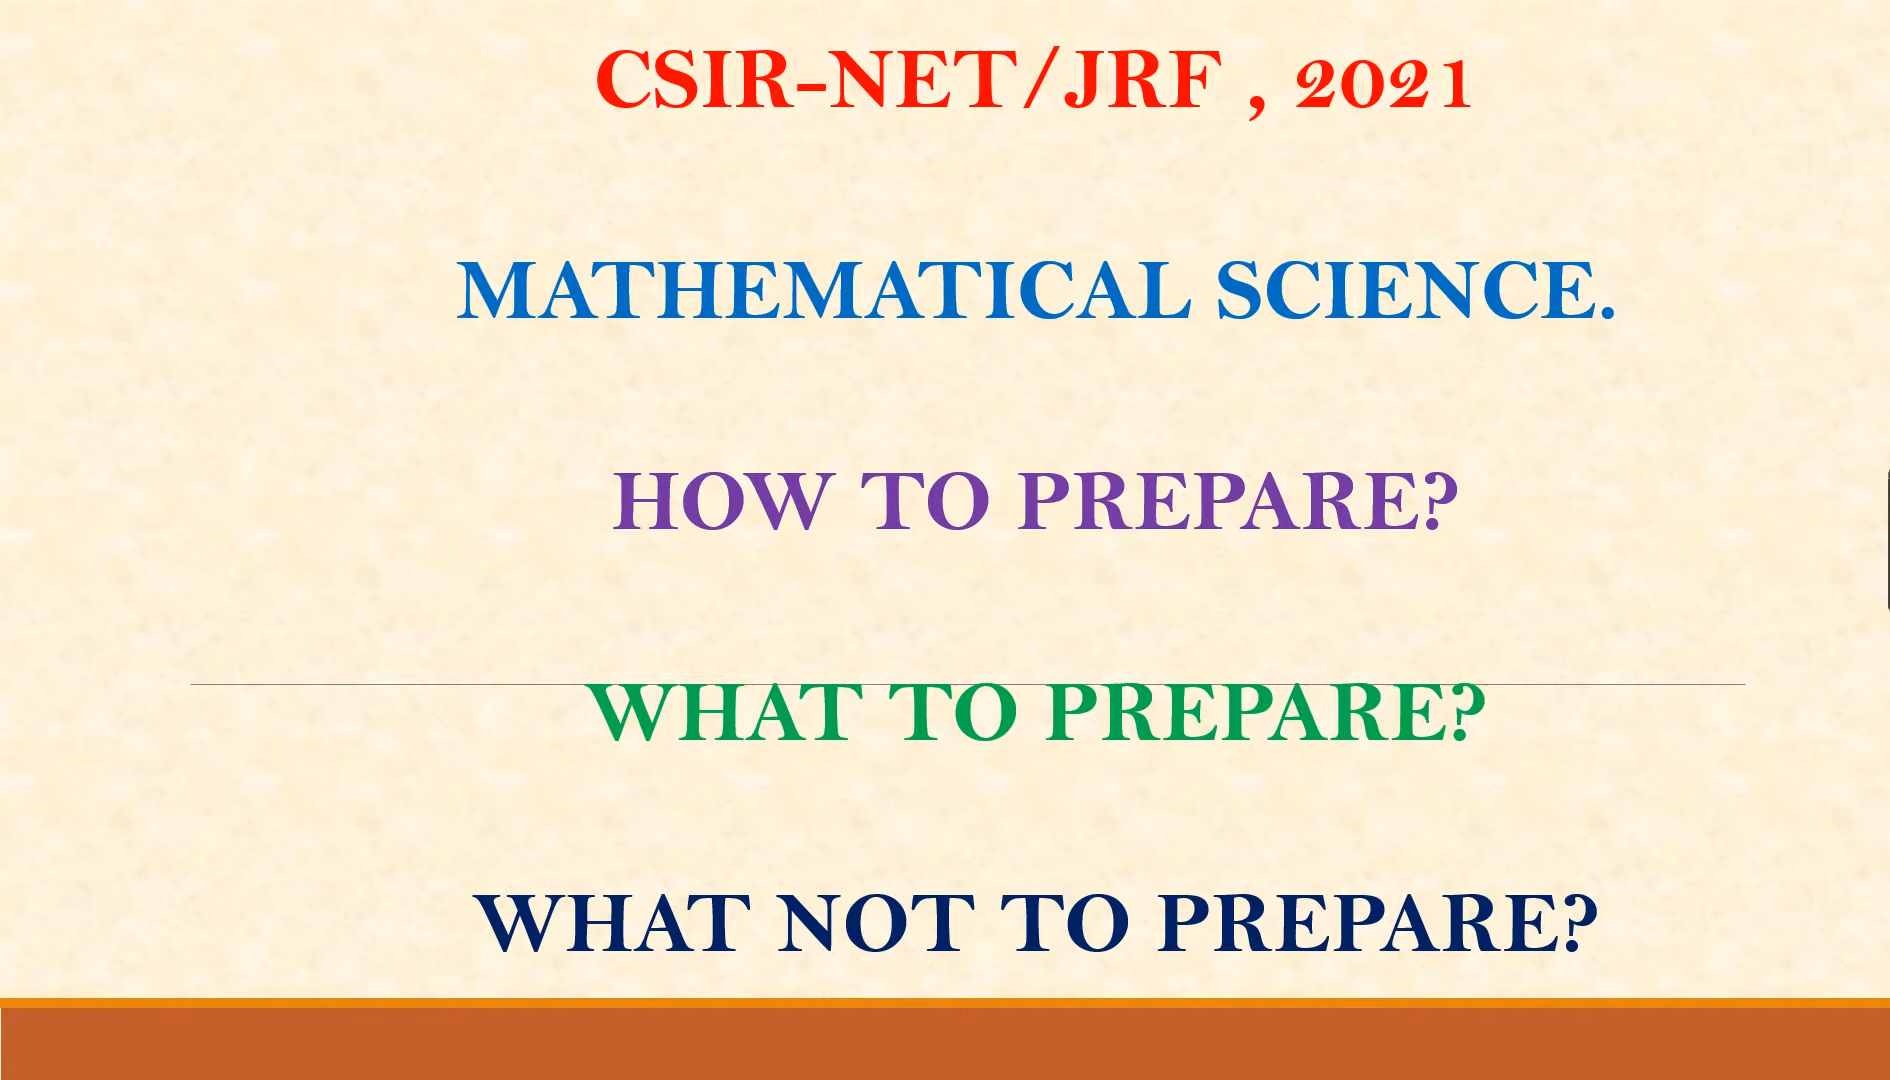 CSIR-NET/JRF , 2021
MATHEMATICAL SCIENCE.
HOW TO PREPARE?
WHAT TO PREPARE?
WHAT NOT TO PREPARE?